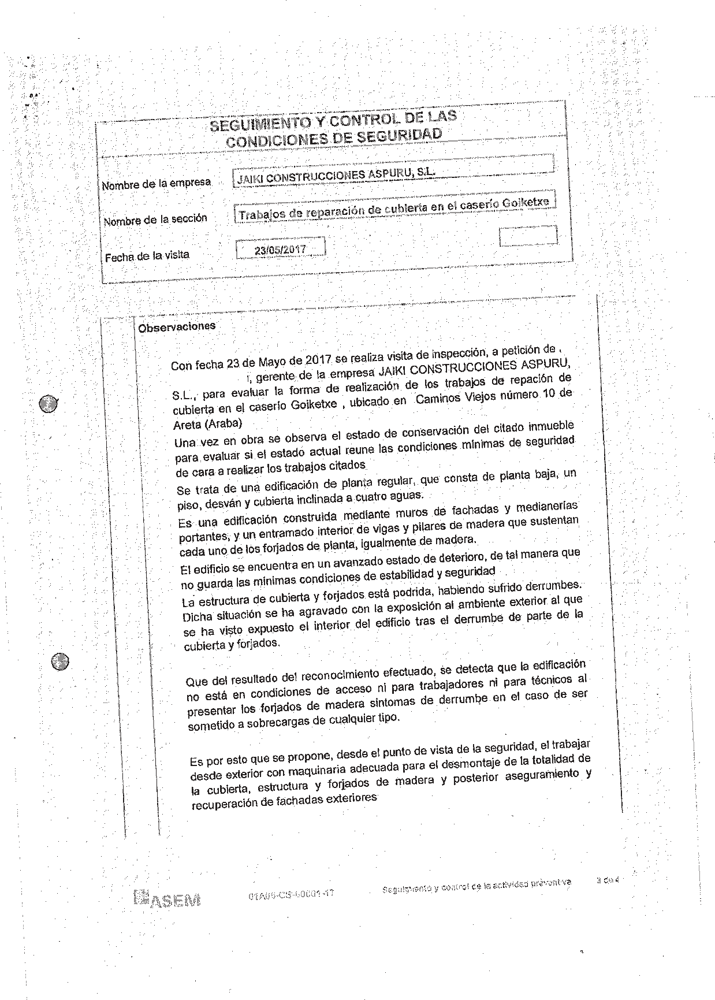 SEGUIMIENTO Y CONTROL DE LAS
CONDICIONES DE SEGURIDAD
Nombre de la empresa JAIKI CONSTRUCCIONES ASPURU, S.L.
Nombre de la sección Trabajos de reparación de cubierta en el caserío Goiketxe
Fecha de la visita 23/05/2017
Observaciones
Con fecha 23 de Mayo de 2017 se realiza visita de inspección, a petición de
, gerente de la empresa JAIKI CONSTRUCCIONES ASPURU,
S.L., para evaluar la forma de realización de los trabajos de repación de
cubierta en el caserío Goiketxe , ubicado en Caminos Viejos número 10 de
Areta (Araba)
Una vez en obra se observa el estado de conservación del citado inmueble
para evaluar si el estado actual reune las condiciones mínimas de seguridad
de cara a realizar los trabajos citados
Se trata de una edificación de planta regular, que consta de planta baja, un
piso, desván y cubierta inclinada a cuatro aguas.
Es una edificación construida mediante muros de fachadas y medianerías
portantes, y un entramado interior de vigas y pilares de madera que sustentan
cada uno de los forjados de planta, igualmente de madera.
El edificio se encuentra en un avanzado estado de deterioro, de tal manera que
no guarda las mínimas condiciones de estabilidad y seguridad
La estructura de cubierta y forjados está podrida, habiendo sufrido derrumbes.
Dicha situación se ha agravado con la exposición al ambiente exterior al que
se ha visto expuesto el interior del edificio tras el derrumbe de parte de la
cubierta y forjados.
Que del resultado del reconocimiento efectuado, se detecta que la edificación
no está en condiciones de acceso ni para trabajadores ni para técnicos al
presentar los forjados de madera síntomas de derrumbe en el caso de ser
sometido a sobrecargas de cualquier tipo.
Es por esto que se propone, desde el punto de vista de la seguridad, el trabajar
desde exterior con maquinaria adecuada para el desmontaje de la totalidad de
la cubierta, estructura y forjados de madera y posterior aseguramiento y
recuperación de fachadas exteriores
ASEM Seguimiento y control de la actividad preventiva 3 de 4